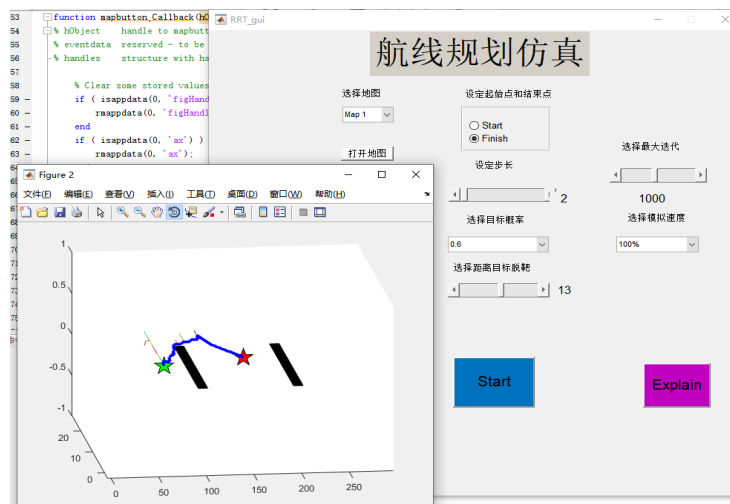 53 function mapbutton_Callback(hO
54 % hObject handle to mapbutt
55 % eventdata reserved - to be
56 % handles structure with ha
57
58 % Clear some stored values
59 if ( isappdata(0, 'figHandl
60 rmappdata(0, 'figHandl
61 end
62 if ( isappdata(0, 'ax') )
63 rmappdata(0, 'ax');
RRT_gui
航线规划仿真
选择地图
设定起始点和结束点
Map 1
Start
Finish
打开地图
设定步长
2
选择最大迭代
1000
选择目标概率
0.6
选择模拟速度
100%
选择距离目标脱靶
13
Start
Explain
Figure 2
文件(F) 编辑(E) 查看(V) 插入(I) 工具(T) 桌面(D) 窗口(W) 帮助(H)
1
0.5
0
-0.5
-1
20
10
0
0 50 100 150 200 250